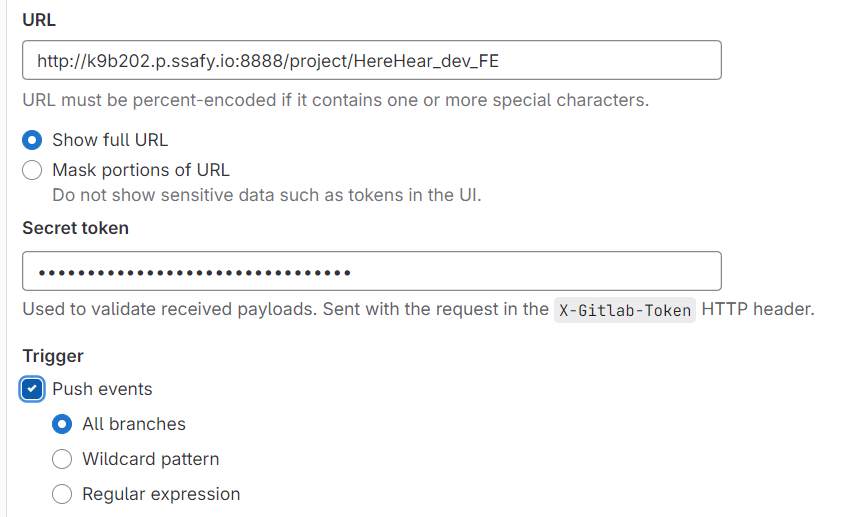 URL
http://k9b202.p.ssafy.io:8888/project/HereHear_dev_FE
URL must be percent-encoded if it contains one or more special characters.
Show full URL
Mask portions of URL
Do not show sensitive data such as tokens in the UI.
Secret token
••••••••••••••••••••••••••••••••
Used to validate received payloads. Sent with the request in the X-Gitlab-Token HTTP header.
Trigger
Push events
All branches
Wildcard pattern
Regular expression